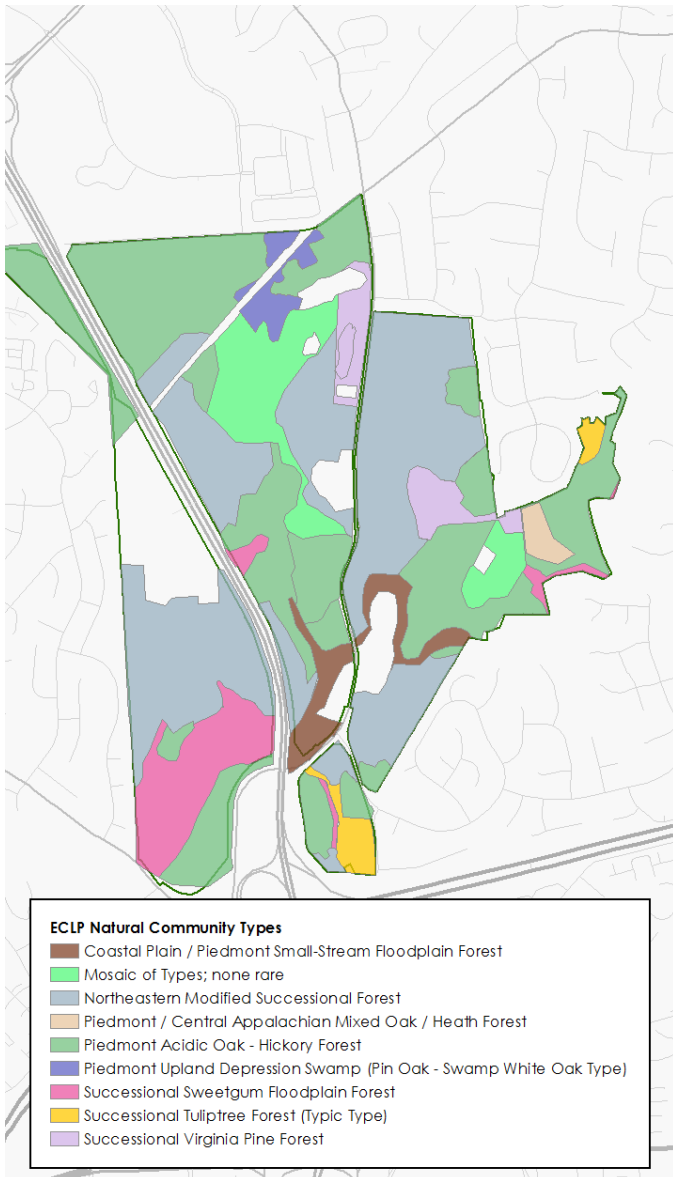 ECLP Natural Community Types
Coastal Plain / Piedmont Small-Stream Floodplain Forest
Mosaic of Types; none rare
Northeastern Modified Successional Forest
Piedmont / Central Appalachian Mixed Oak / Heath Forest
Piedmont Acidic Oak - Hickory Forest
Piedmont Upland Depression Swamp (Pin Oak - Swamp White Oak Type)
Successional Sweetgum Floodplain Forest
Successional Tuliptree Forest (Typic Type)
Successional Virginia Pine Forest